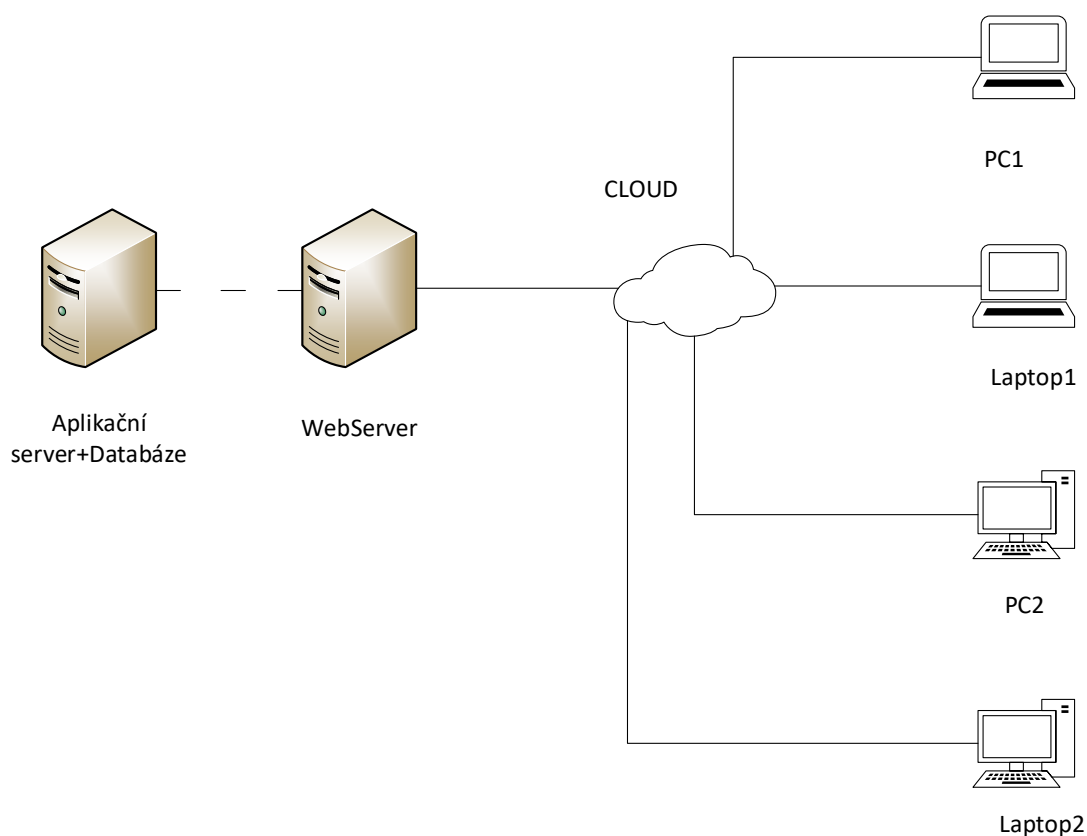 PC1
CLOUD
Laptop1
Aplikační
server+Databáze
WebServer
PC2
Laptop2